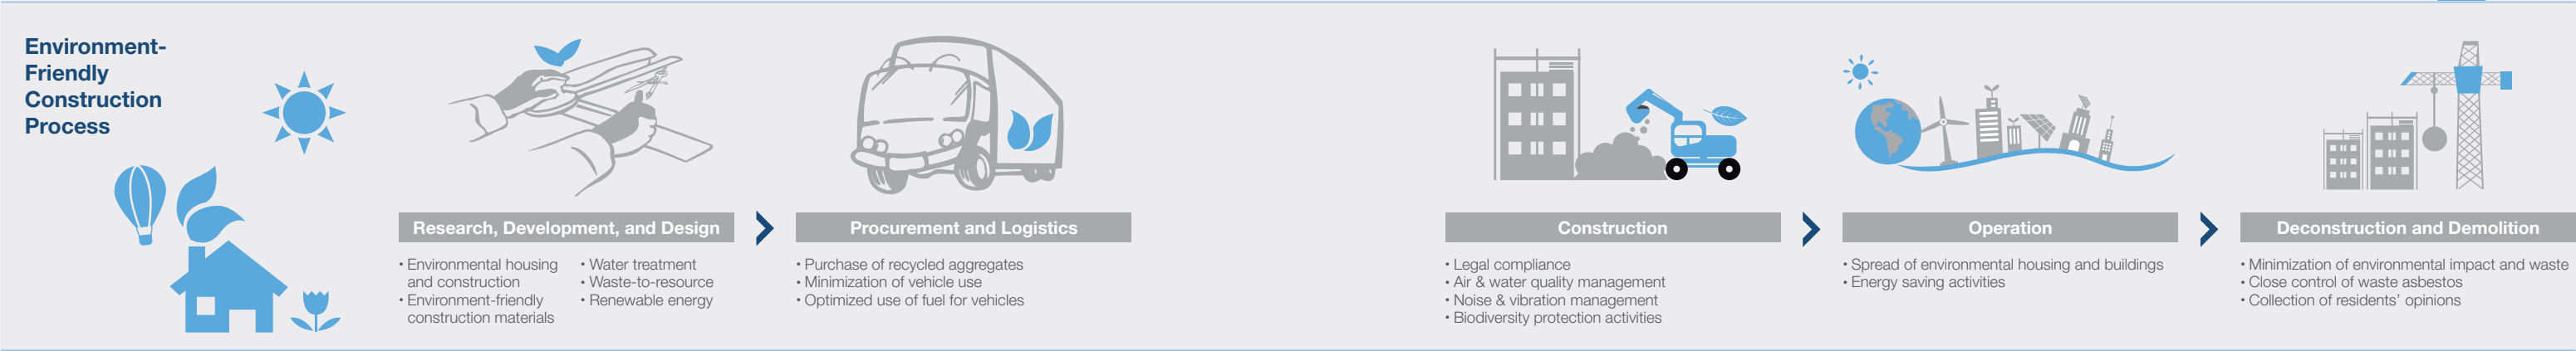 Environment-
Friendly
Construction
Process
Research, Development, and Design
• Environmental housing
and construction
• Environment-friendly
construction materials
• Water treatment
• Waste-to-resource
• Renewable energy
Procurement and Logistics
• Purchase of recycled aggregates
• Minimization of vehicle use
• Optimized use of fuel for vehicles
Construction
• Legal compliance
• Air & water quality management
• Noise & vibration management
• Biodiversity protection activities
Operation
• Spread of environmental housing and buildings
• Energy saving activities
Deconstruction and Demolition
• Minimization of environmental impact and waste
• Close control of waste asbestos
• Collection of residents’ opinions